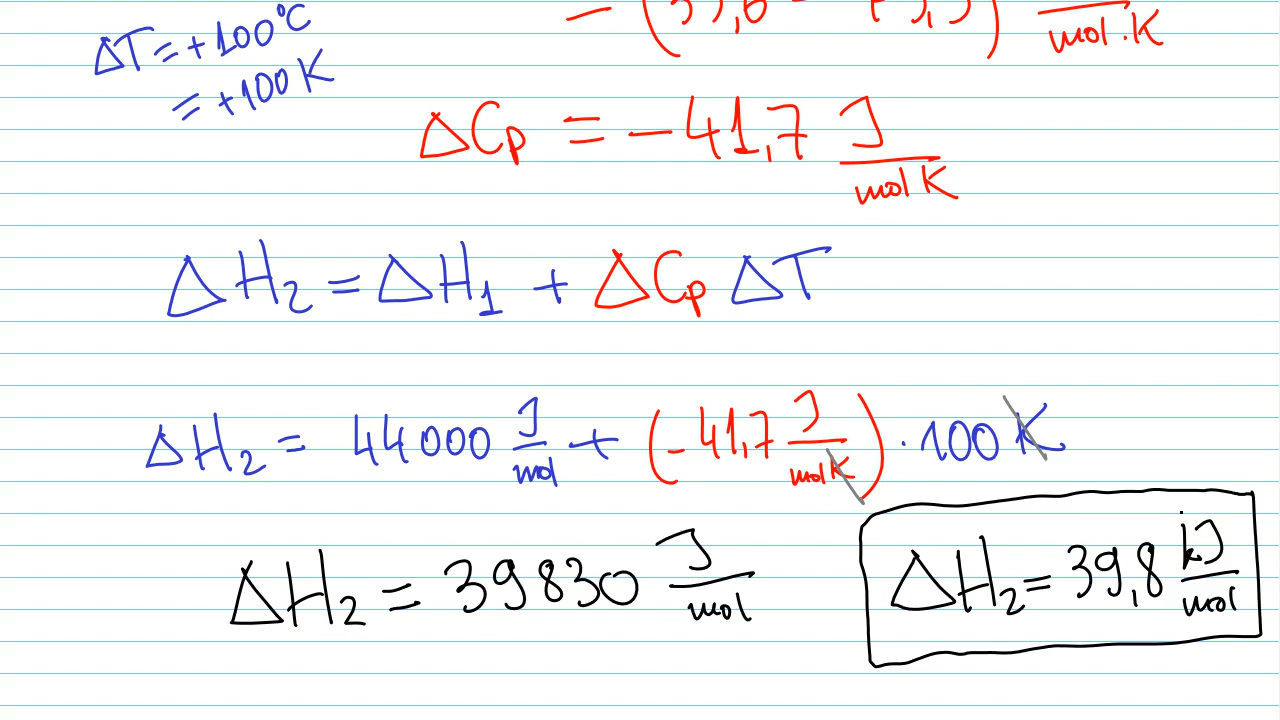 ΔT = +100°C
= +100 K
mol·K
ΔCp = -41,7 J/mol K
ΔH₂ = ΔH₁ + ΔCp ΔT
ΔH₂ = 44000 J/mol + (-41,7 J/mol K) · 100 K
ΔH₂ = 39830 J/mol
ΔH₂ = 39,8 kJ/mol